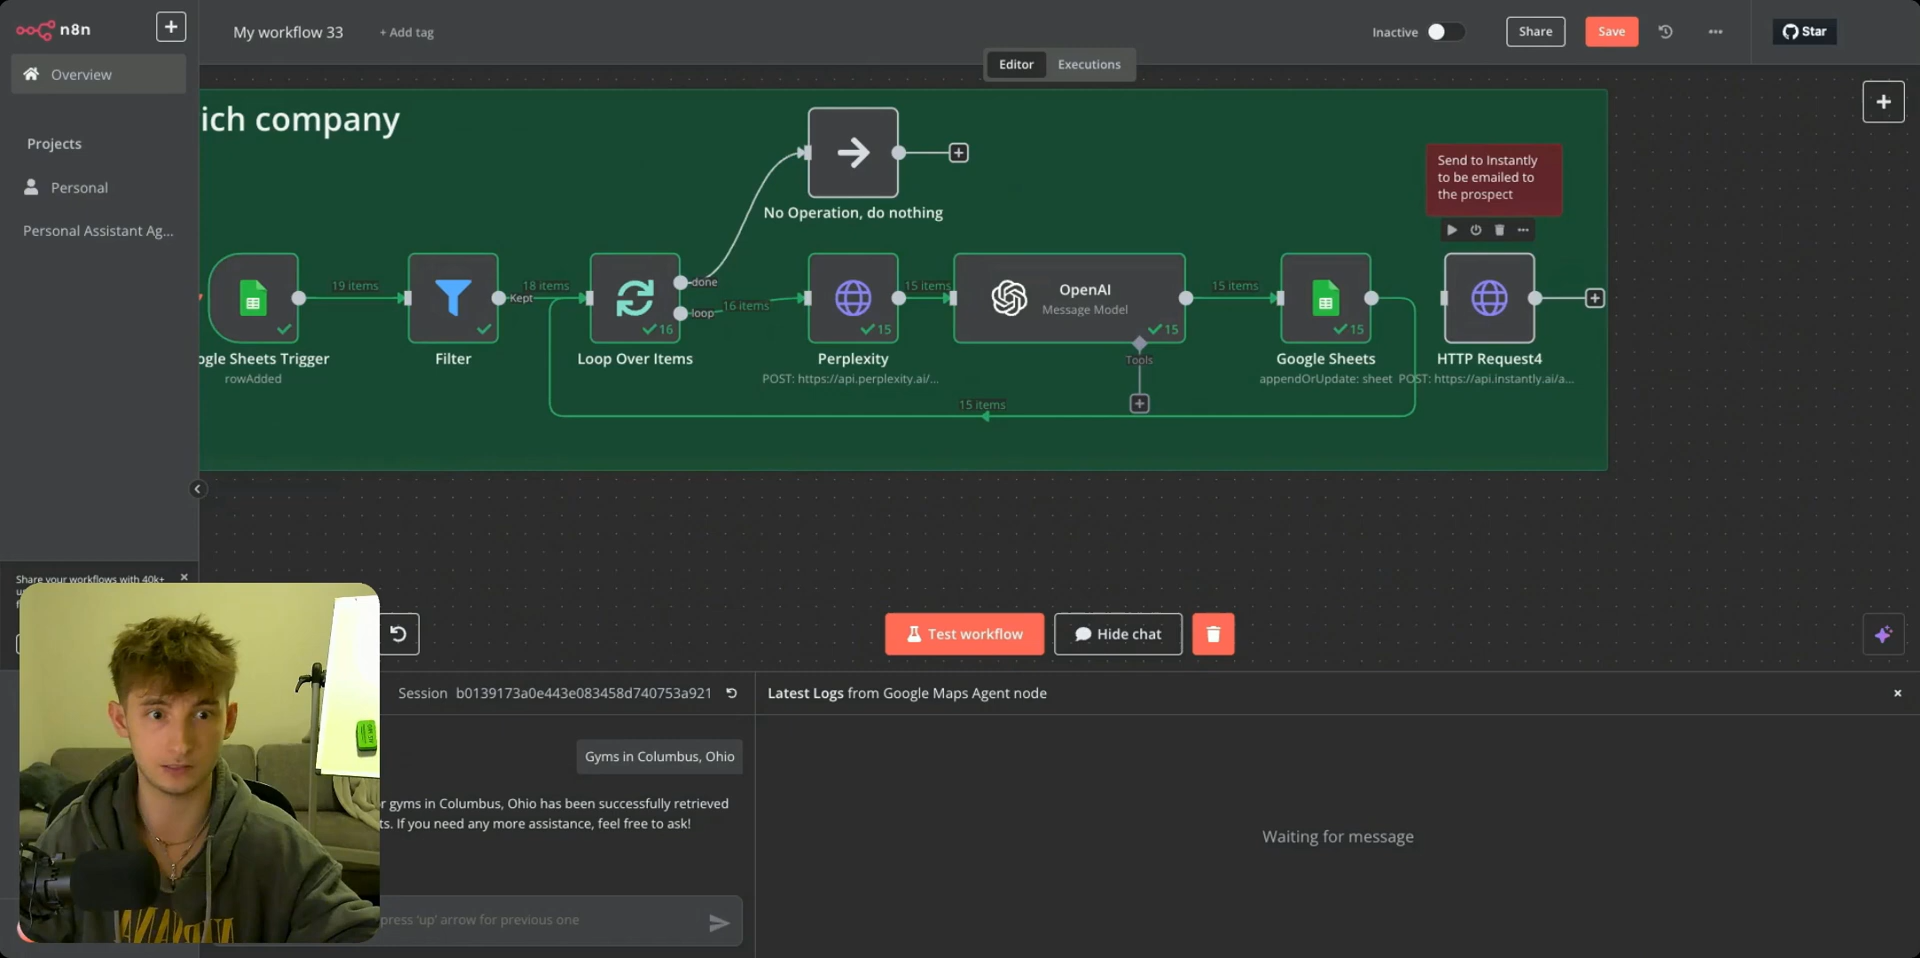 n8n
My workflow 33
+ Add tag
Inactive
Share
Save
Star
Editor
Executions
Overview
Projects
Personal
Personal Assistant Ag...
ich company
No Operation, do nothing
Send to Instantly
to be emailed to
the prospect
19 items
Kept
18 items
done
loop
16 items
15 items
OpenAI
Message Model
15 items
16
15
15
15
ogle Sheets Trigger
rowAdded
Filter
Loop Over Items
Perplexity
POST: https://api.perplexity.ai/...
Tools
Google Sheets
appendOrUpdate: sheet
HTTP Request4
POST: https://api.instantly.ai/a...
15 items
Share your workflows with 40k+
Test workflow
Hide chat
Session b0139173a0e443e083458d740753a921
Latest Logs from Google Maps Agent node
Gyms in Columbus, Ohio
r gyms in Columbus, Ohio has been successfully retrieved
ts. If you need any more assistance, feel free to ask!
Waiting for message
press 'up' arrow for previous one